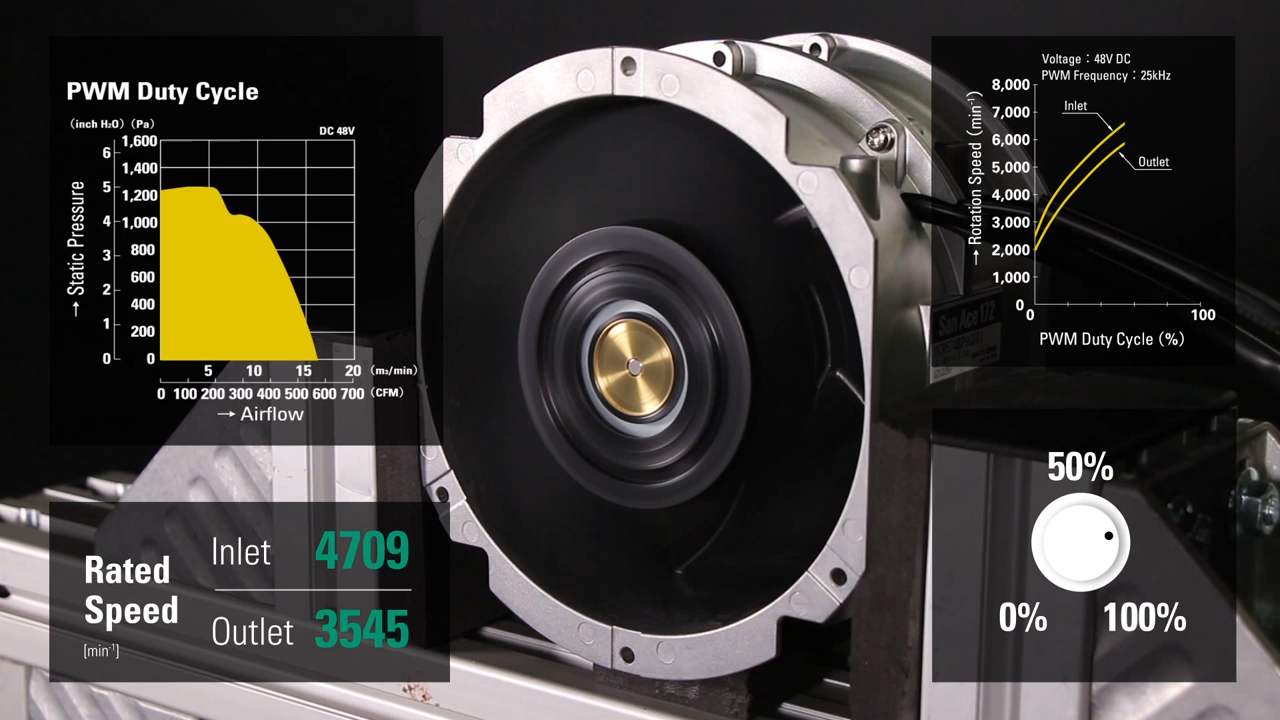 PWM Duty Cycle
(inch H₂O) (Pa)
DC 48V
6
5
4
3
2
1
0
1,600
1,400
1,200
1,000
800
600
400
200
0
→ Static Pressure
5 10 15 20 (m₃/min)
0 100 200 300 400 500 600 700 (CFM)
→ Airflow
Rated
Speed
[min⁻¹]
Inlet 4709
Outlet 3545
Voltage : 48V DC
PWM Frequency : 25kHz
8,000
7,000
6,000
5,000
4,000
3,000
2,000
1,000
0
→ Rotation Speed (min⁻¹)
Inlet
Outlet
0 100
PWM Duty Cycle (%)
San Ace 172
50%
0% 100%